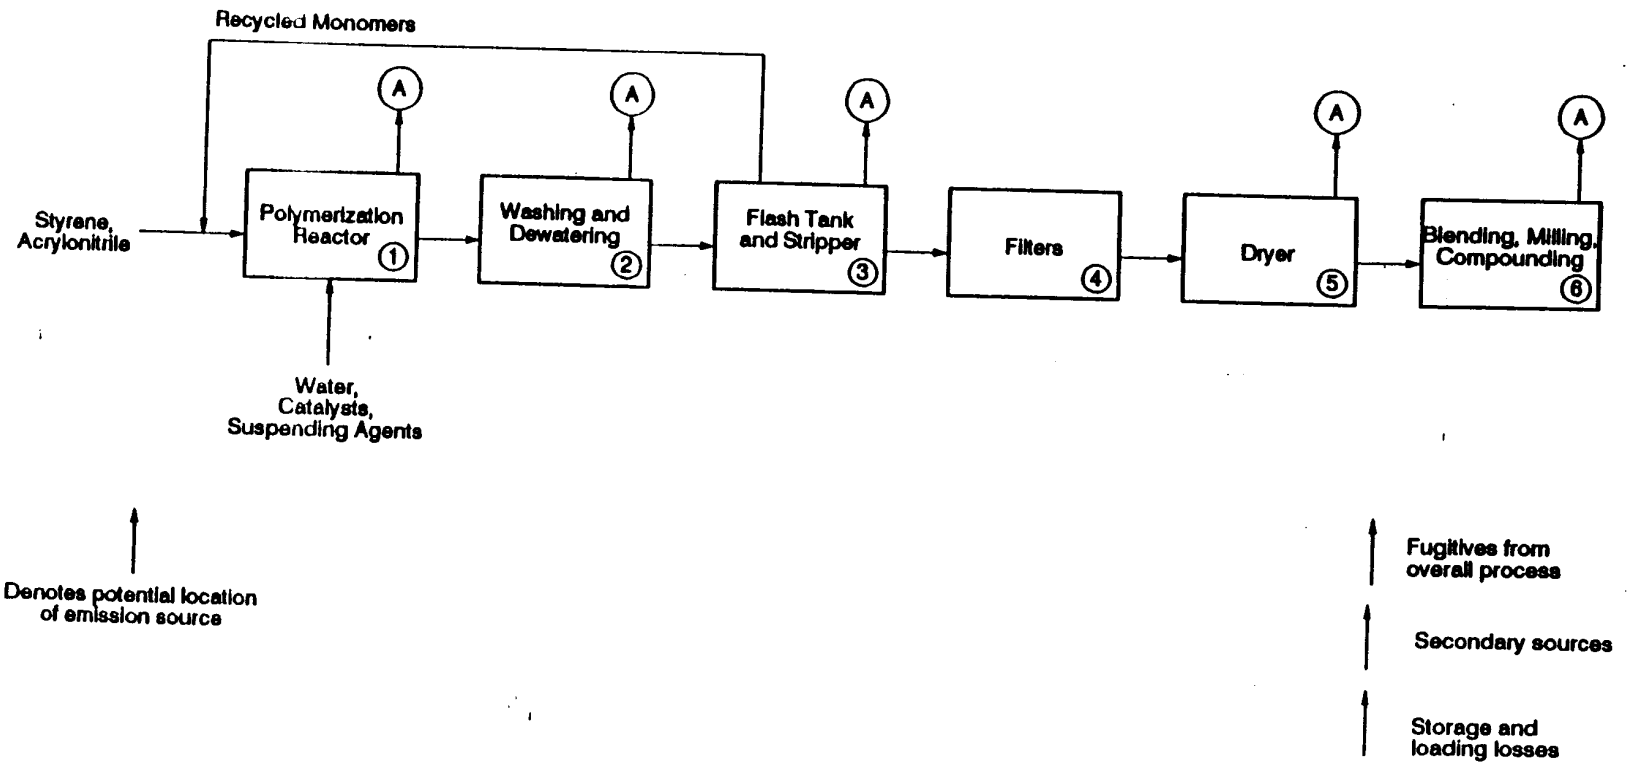 Recycled Monomers
A
A
A
A
A
Styrene,
Acrylonitrile
Polymerization
Reactor
1
Washing and
Dewatering
2
Flash Tank
and Stripper
3
Filters
4
Dryer
5
Blending, Milling,
Compounding
6
Water,
Catalysts,
Suspending Agents
Denotes potential location
of emission source
Fugitives from
overall process
Secondary sources
Storage and
loading losses